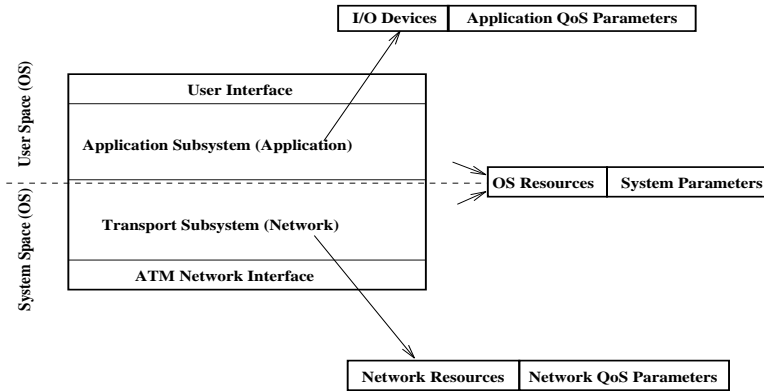 I/O Devices
Application QoS Parameters
User Space (OS)
User Interface
Application Subsystem (Application)
OS Resources
System Parameters
System Space (OS)
Transport Subsystem (Network)
ATM Network Interface
Network Resources
Network QoS Parameters